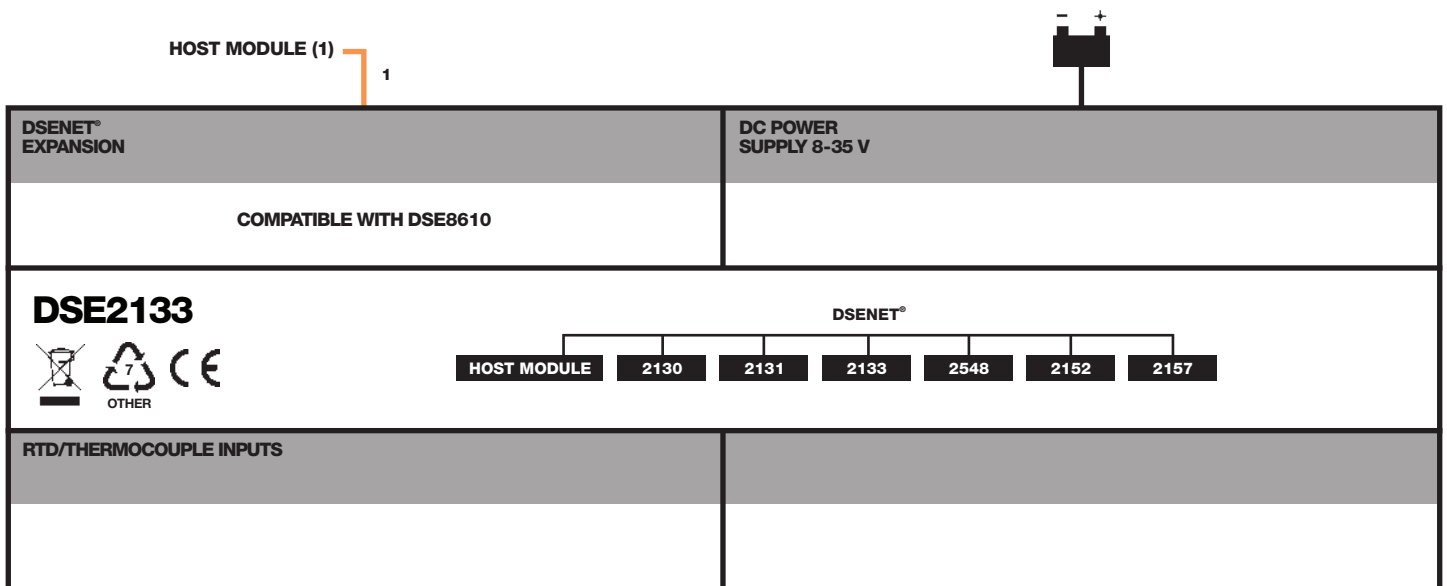 HOST MODULE (1)
1
- +
DSENET®
EXPANSION
DC POWER
SUPPLY 8-35 V
COMPATIBLE WITH DSE8610
DSE2133
DSENET®
HOST MODULE 2130 2131 2133 2548 2152 2157
7
OTHER
CE
RTD/THERMOCOUPLE INPUTS